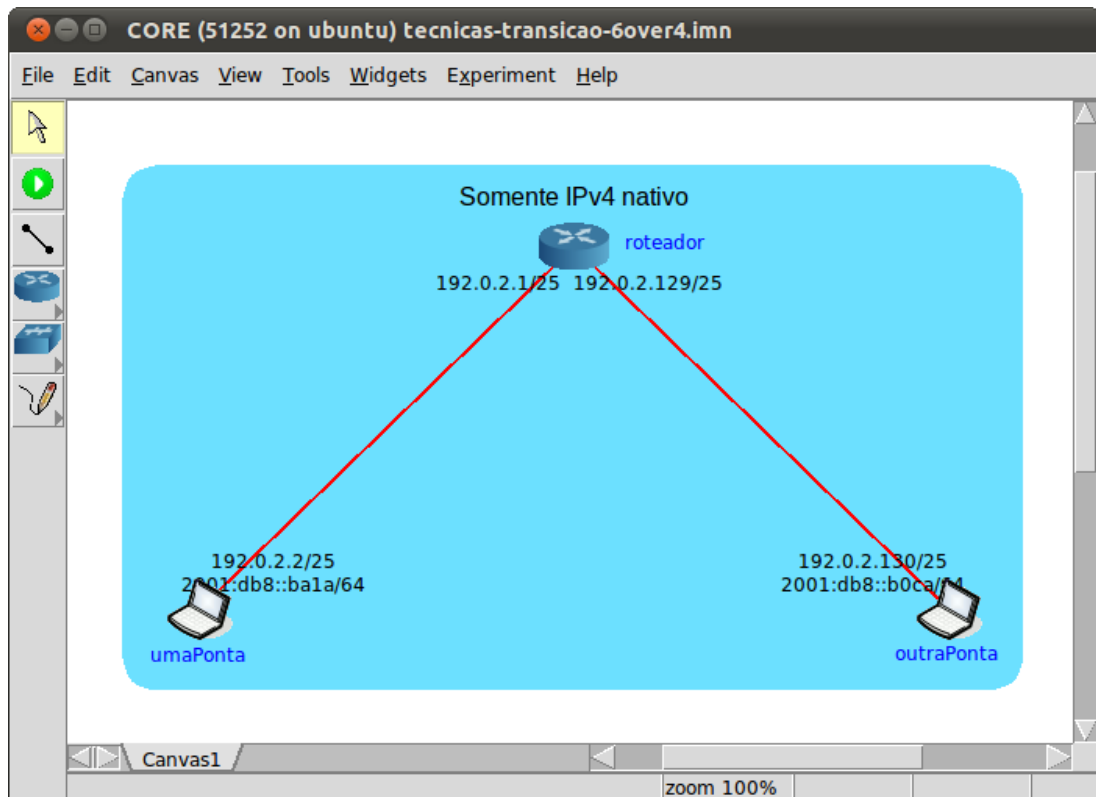 CORE (51252 on ubuntu) tecnicas-transicao-6over4.imn
File Edit Canvas View Tools Widgets Experiment Help
Somente IPv4 nativo
roteador
192.0.2.1/25 192.0.2.129/25
192.0.2.2/25
2001:db8::ba1a/64
umaPonta
192.0.2.130/25
2001:db8::b0ca/64
outraPonta
Canvas1
zoom 100%